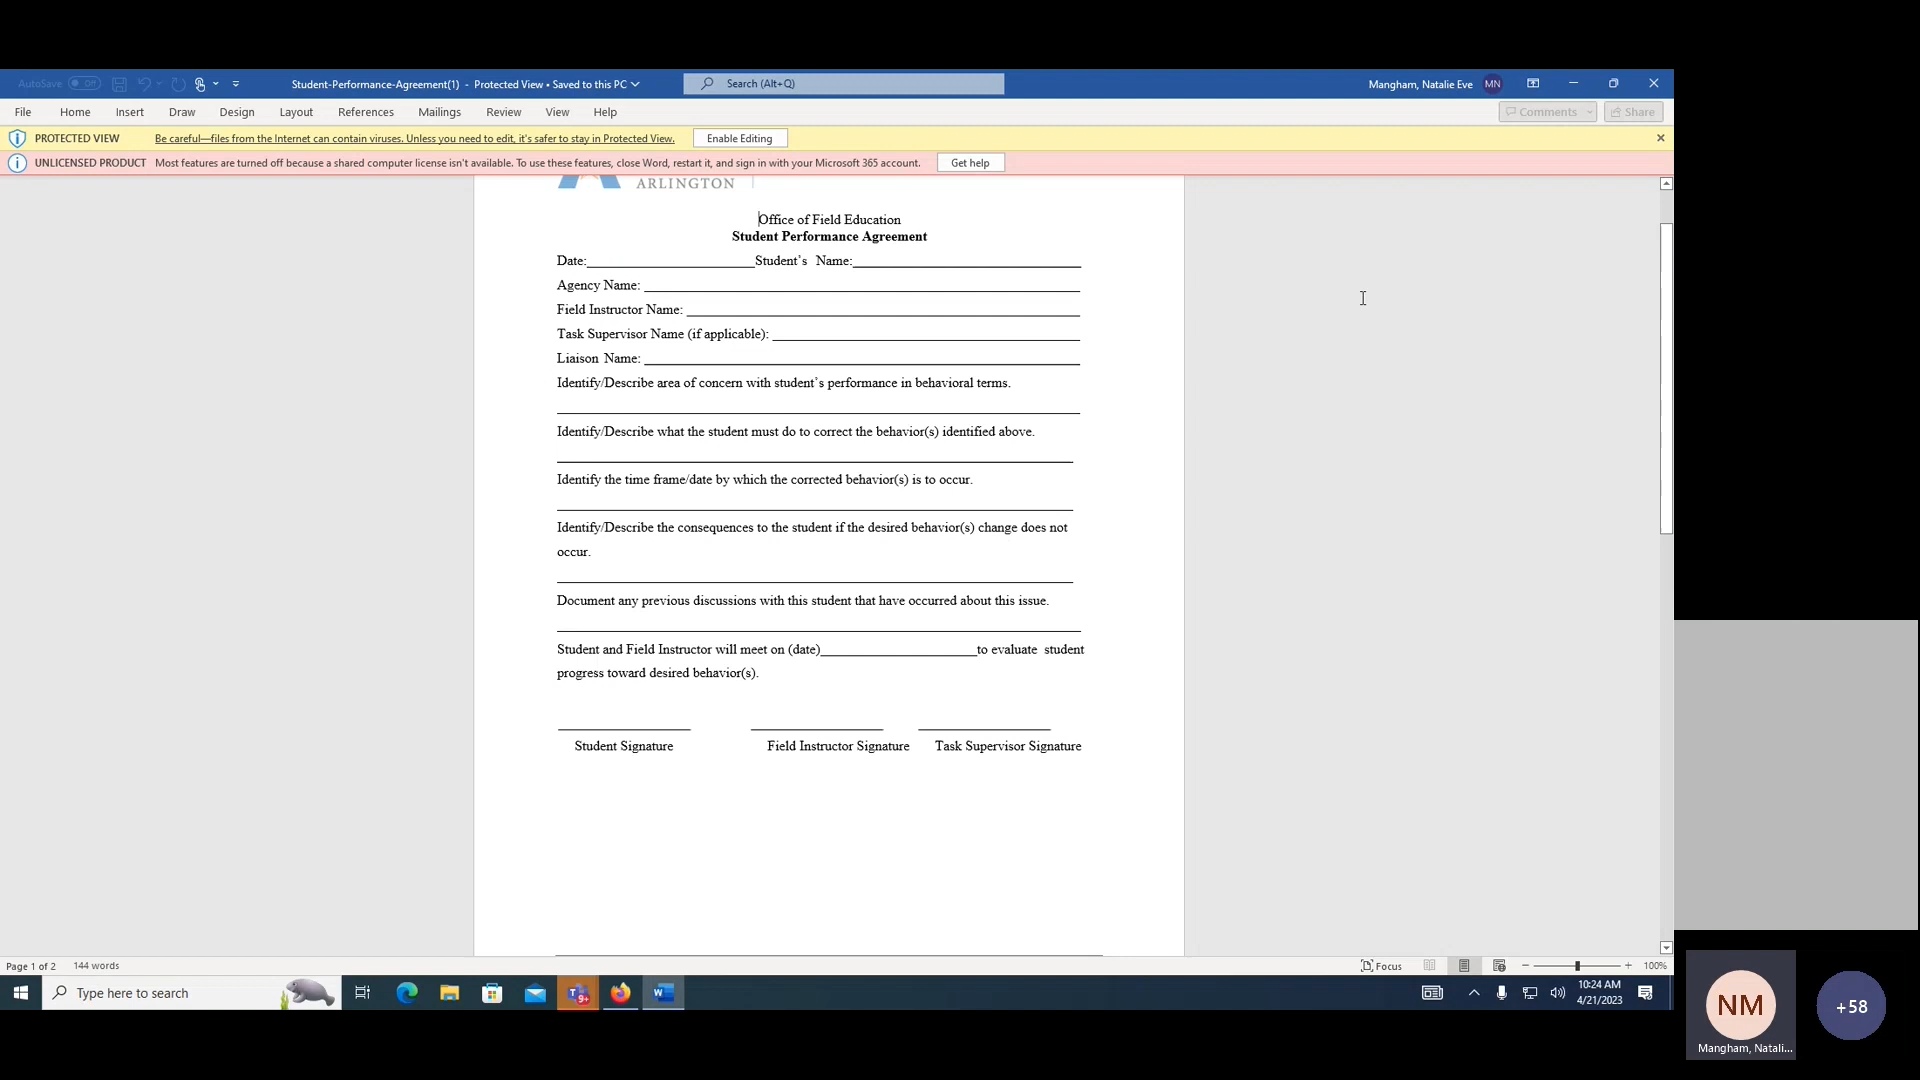 AutoSave Off Student-Performance-Agreement(1) - Protected View • Saved to this PC Search (Alt+Q) Mangham, Natalie Eve MN
File Home Insert Draw Design Layout References Mailings Review View Help Comments Share
PROTECTED VIEW Be careful—files from the Internet can contain viruses. Unless you need to edit, it's safer to stay in Protected View. Enable Editing
UNLICENSED PRODUCT Most features are turned off because a shared computer license isn't available. To use these features, close Word, restart it, and sign in with your Microsoft 365 account. Get help
ARLINGTON
Office of Field Education
Student Performance Agreement
Date:________________________Student's Name:________________________________
Agency Name: ______________________________________________________________
Field Instructor Name: ________________________________________________________
Task Supervisor Name (if applicable): ____________________________________________
Liaison Name: ______________________________________________________________
Identify/Describe area of concern with student's performance in behavioral terms.
Identify/Describe what the student must do to correct the behavior(s) identified above.
Identify the time frame/date by which the corrected behavior(s) is to occur.
Identify/Describe the consequences to the student if the desired behavior(s) change does not
occur.
Document any previous discussions with this student that have occurred about this issue.
Student and Field Instructor will meet on (date)______________________to evaluate student
progress toward desired behavior(s).
Student Signature Field Instructor Signature Task Supervisor Signature
Page 1 of 2 144 words Focus 100%
Type here to search 9+ 10:24 AM
4/21/2023
NM +58
Mangham, Natali...